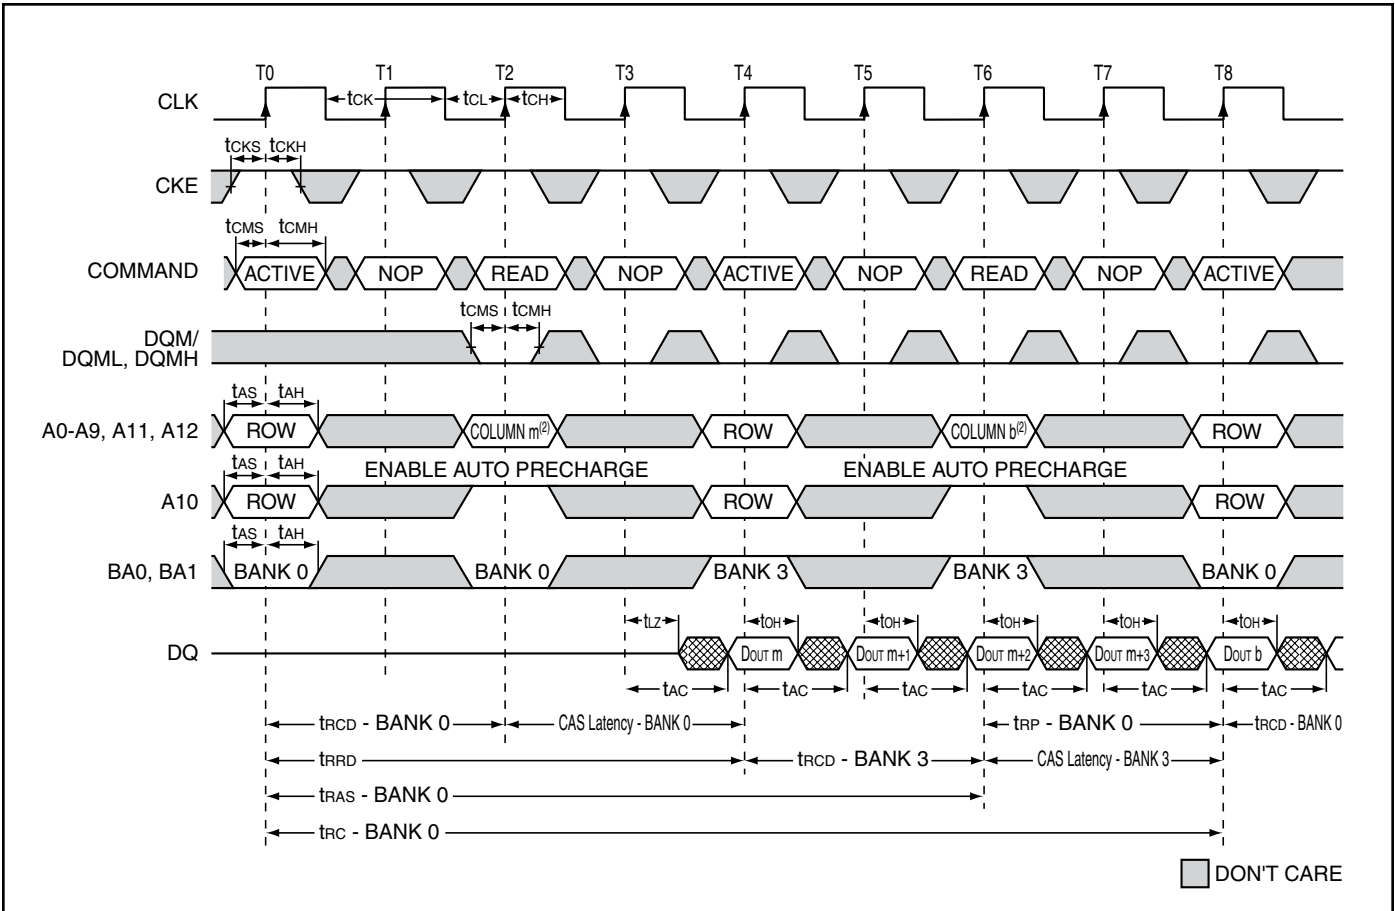 T0 T1 T2 T3 T4 T5 T6 T7 T8
CLK tCK tCL tCH
tCKS tCKH
CKE
tCMS tCMH
COMMAND ACTIVE NOP READ NOP ACTIVE NOP READ NOP ACTIVE
tCMS tCMH
DQM/
DQML, DQMH
tAS tAH
A0-A9, A11, A12 ROW COLUMN m(2) ROW COLUMN b(2) ROW
tAS tAH ENABLE AUTO PRECHARGE ENABLE AUTO PRECHARGE
A10 ROW ROW ROW
tAS tAH
BA0, BA1 BANK 0 BANK 0 BANK 3 BANK 3 BANK 0
tLZ tOH tOH tOH tOH tOH
DQ DOUT m DOUT m+1 DOUT m+2 DOUT m+3 DOUT b
tAC tAC tAC tAC tAC tAC
tRCD - BANK 0 CAS Latency - BANK 0 tRP - BANK 0 tRCD - BANK 0
tRRD tRCD - BANK 3 CAS Latency - BANK 3
tRAS - BANK 0
tRC - BANK 0
DON'T CARE